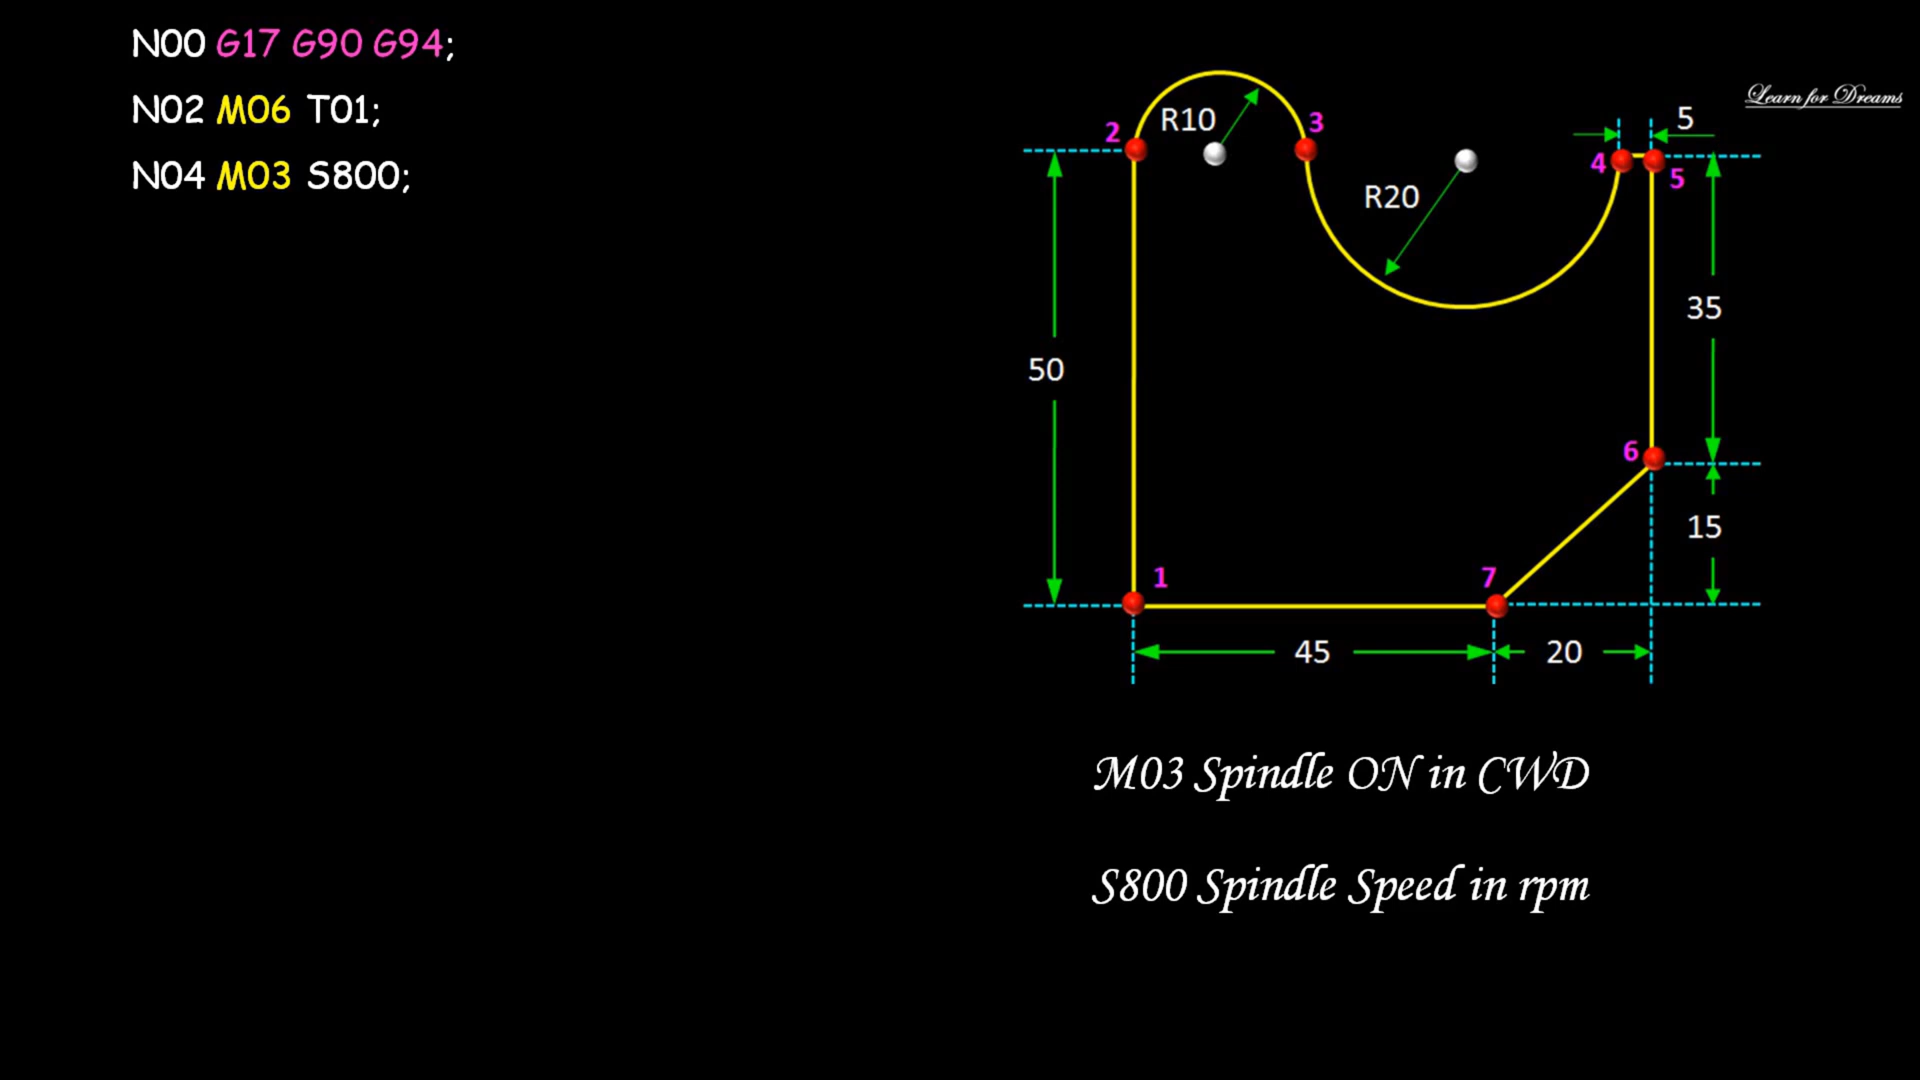 N00 G17 G90 G94;
N02 M06 T01;
N04 M03 S800;
Learn for Dreams
5
2
R10
3
4
5
R20
35
50
6
15
1
7
45
20
M03 Spindle ON in CWD
S800 Spindle Speed in rpm